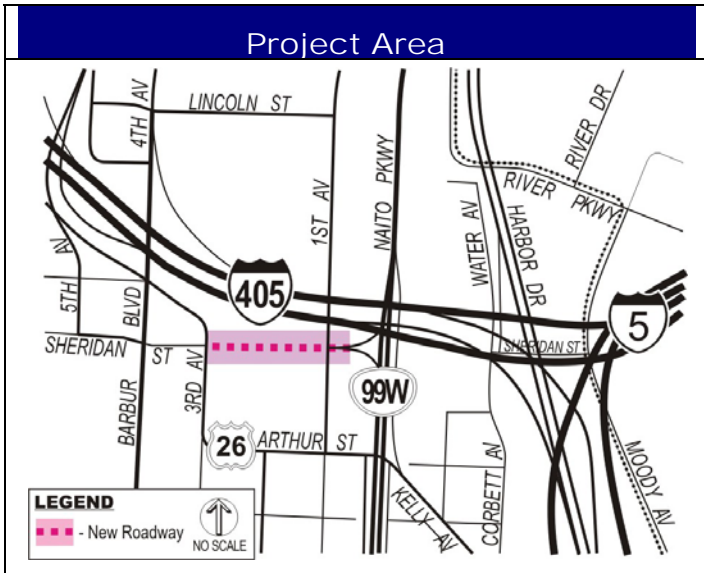 Project Area
LINCOLN ST
4TH AV
1ST AV
NAITO PKWY
RIVER DR
RIVER PKWY
WATER AV
HARBOR DR
5TH AV
BLVD
BARBUR
405
5
SHERIDAN ST
SHERIDAN ST
3RD AV
99W
26
ARTHUR ST
KELLY AV
CORBETT AV
MOODY AV
LEGEND
- New Roadway
NO SCALE